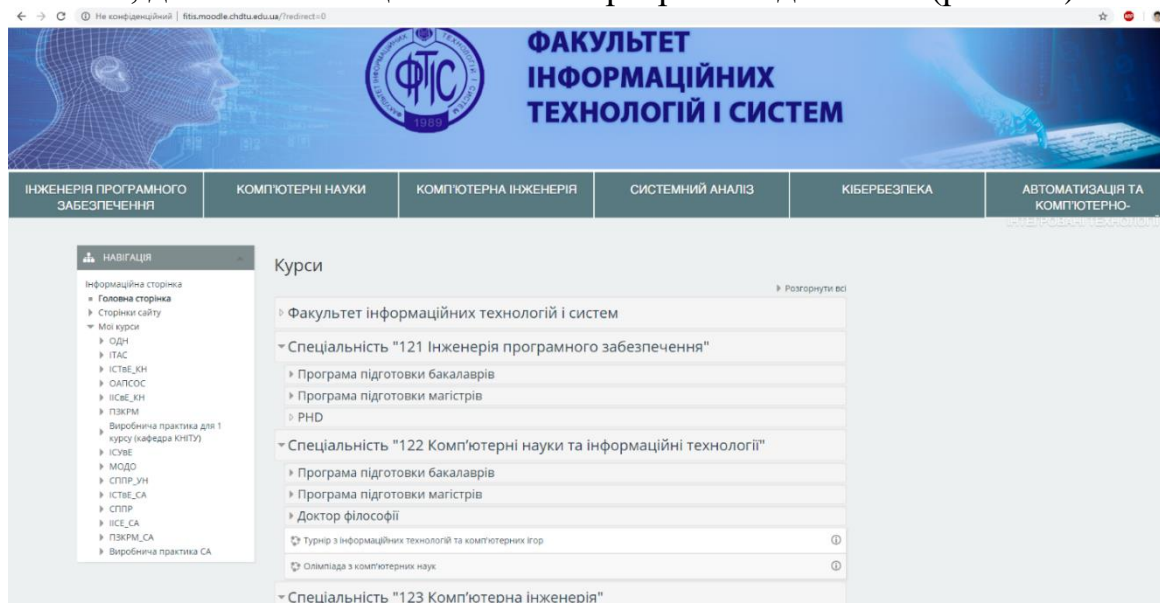 Не конфіденційний | fitis.moodle.chdtu.edu.ua/?redirect=0
ФІТІС
1989
ФАКУЛЬТЕТ
ІНФОРМАЦІЙНИХ
ТЕХНОЛОГІЙ І СИСТЕМ
ІНЖЕНЕРІЯ ПРОГРАМНОГО
ЗАБЕЗПЕЧЕННЯ
КОМП'ЮТЕРНІ НАУКИ
КОМП'ЮТЕРНА ІНЖЕНЕРІЯ
СИСТЕМНИЙ АНАЛІЗ
КІБЕРБЕЗПЕКА
АВТОМАТИЗАЦІЯ ТА
КОМП'ЮТЕРНО-
ІНТЕГРОВАНІ ТЕХНОЛОГІЇ
НАВІГАЦІЯ
Інформаційна сторінка
Головна сторінка
Сторінки сайту
Мої курси
ОДН
ІТАС
ІСТвЕ_КН
ОАПСОС
ІІСвЕ_КН
ПЗКРМ
Виробнича практика для 1
курсу (кафедра КНІТУ)
ІСУвЕ
МОДО
СППР_УН
ІСТвЕ_СА
СППР
ІІСЕ_СА
ПЗКРМ_СА
Виробнича практика СА
Курси
Розгорнути всі
Факультет інформаційних технологій і систем
Спеціальність "121 Інженерія програмного забезпечення"
Програма підготовки бакалаврів
Програма підготовки магістрів
PHD
Спеціальність "122 Комп'ютерні науки та інформаційні технології"
Програма підготовки бакалаврів
Програма підготовки магістрів
Доктор філософії
Турнір з інформаційних технологій та комп'ютерних ігор
Олімпіада з комп'ютерних наук
Спеціальність "123 Комп'ютерна інженерія"